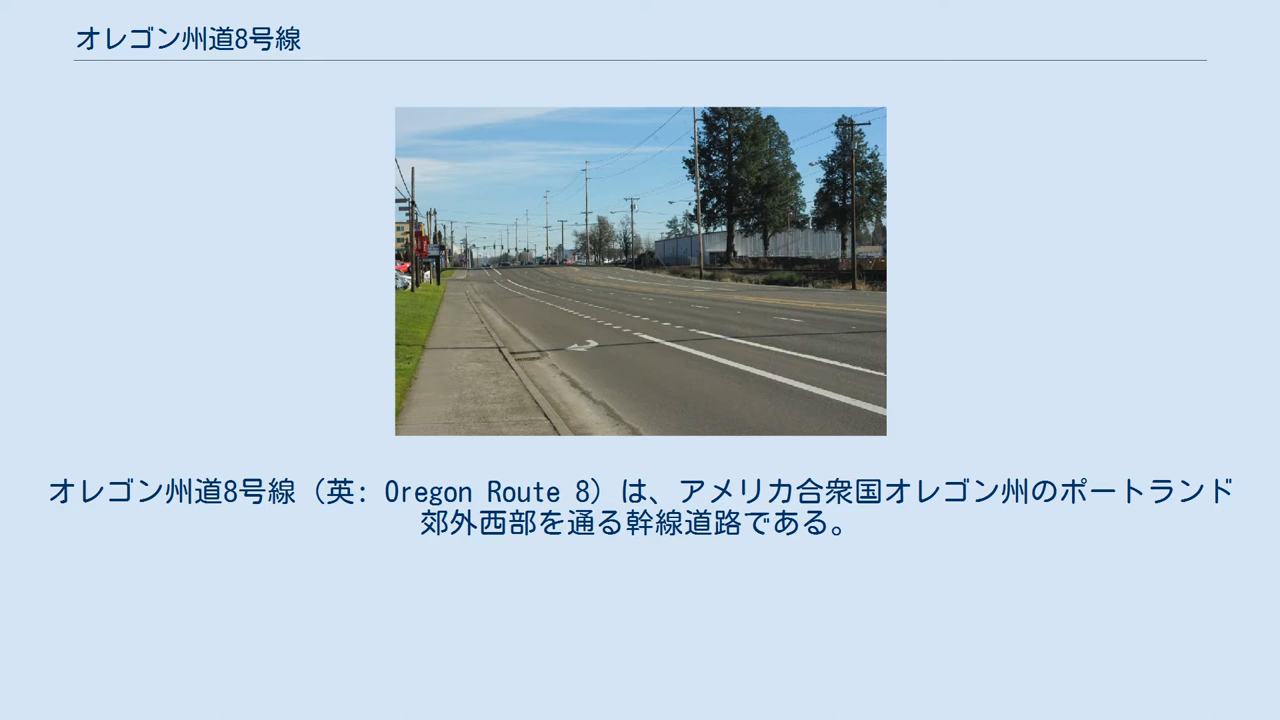 オレゴン州道8号線
オレゴン州道8号線（英: Oregon Route 8）は、アメリカ合衆国オレゴン州のポートランド
郊外西部を通る幹線道路である。